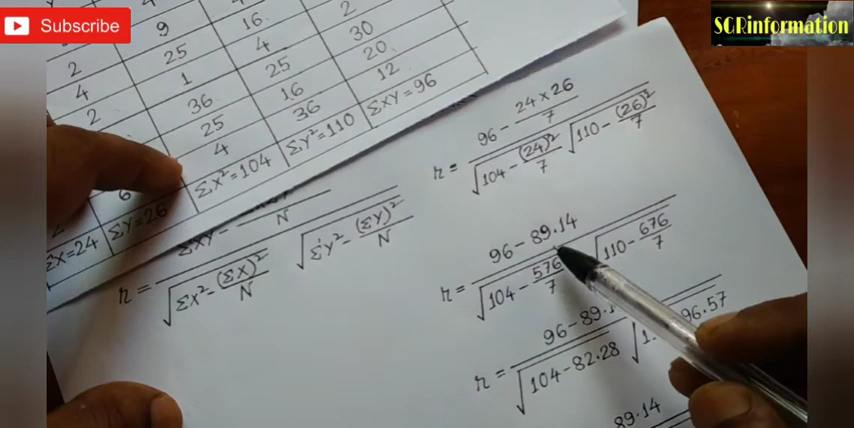 Subscribe
SCRinformation
9 16 2
2 25 4 30
4 1 25 20
2 36 16 12
25 36 ΣXY=96
4 ΣY²=110
6 ΣX²=104
ΣX=24 ΣY=26
r = ΣXY - / N / √ΣX² - (ΣX)²/N √ΣY² - (ΣY)²/N
r = 96 - 24 × 26/7 / √104 - (24)²/7 √110 - (26)²/7
r = 96 - 89.14 / √104 - 576/7 √110 - 676/7
r = 96 - 89.1 / √104 - 82.28 √1 96.57
89.14